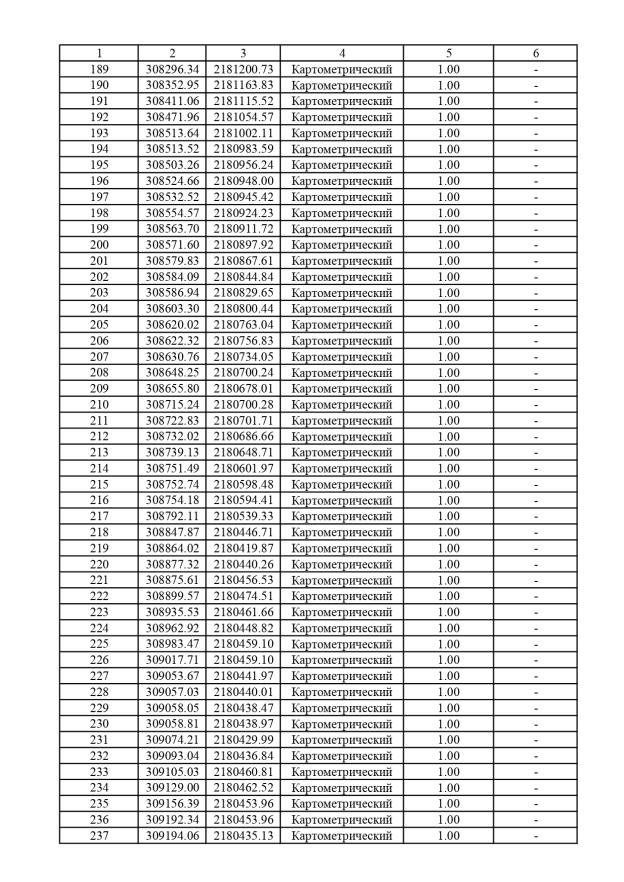 1 2 3 4 5 6
189 308296.34 2181200.73 Картометрический 1.00 -
190 308352.95 2181163.83 Картометрический 1.00 -
191 308411.06 2181115.52 Картометрический 1.00 -
192 308471.96 2181054.57 Картометрический 1.00 -
193 308513.64 2181002.11 Картометрический 1.00 -
194 308513.52 2180983.59 Картометрический 1.00 -
195 308503.26 2180956.24 Картометрический 1.00 -
196 308524.66 2180948.00 Картометрический 1.00 -
197 308532.52 2180945.42 Картометрический 1.00 -
198 308554.57 2180924.23 Картометрический 1.00 -
199 308563.70 2180911.72 Картометрический 1.00 -
200 308571.60 2180897.92 Картометрический 1.00 -
201 308579.83 2180867.61 Картометрический 1.00 -
202 308584.09 2180844.84 Картометрический 1.00 -
203 308586.94 2180829.65 Картометрический 1.00 -
204 308603.30 2180800.44 Картометрический 1.00 -
205 308620.02 2180763.04 Картометрический 1.00 -
206 308622.32 2180756.83 Картометрический 1.00 -
207 308630.76 2180734.05 Картометрический 1.00 -
208 308648.25 2180700.24 Картометрический 1.00 -
209 308655.80 2180678.01 Картометрический 1.00 -
210 308715.24 2180700.28 Картометрический 1.00 -
211 308722.83 2180701.71 Картометрический 1.00 -
212 308732.02 2180686.66 Картометрический 1.00 -
213 308739.13 2180648.71 Картометрический 1.00 -
214 308751.49 2180601.97 Картометрический 1.00 -
215 308752.74 2180598.48 Картометрический 1.00 -
216 308754.18 2180594.41 Картометрический 1.00 -
217 308792.11 2180539.33 Картометрический 1.00 -
218 308847.87 2180446.71 Картометрический 1.00 -
219 308864.02 2180419.87 Картометрический 1.00 -
220 308877.32 2180440.26 Картометрический 1.00 -
221 308875.61 2180456.53 Картометрический 1.00 -
222 308899.57 2180474.51 Картометрический 1.00 -
223 308935.53 2180461.66 Картометрический 1.00 -
224 308962.92 2180448.82 Картометрический 1.00 -
225 308983.47 2180459.10 Картометрический 1.00 -
226 309017.71 2180459.10 Картометрический 1.00 -
227 309053.67 2180441.97 Картометрический 1.00 -
228 309057.03 2180440.01 Картометрический 1.00 -
229 309058.05 2180438.47 Картометрический 1.00 -
230 309058.81 2180438.97 Картометрический 1.00 -
231 309074.21 2180429.99 Картометрический 1.00 -
232 309093.04 2180436.84 Картометрический 1.00 -
233 309105.03 2180460.81 Картометрический 1.00 -
234 309129.00 2180462.52 Картометрический 1.00 -
235 309156.39 2180453.96 Картометрический 1.00 -
236 309192.34 2180453.96 Картометрический 1.00 -
237 309194.06 2180435.13 Картометрический 1.00 -